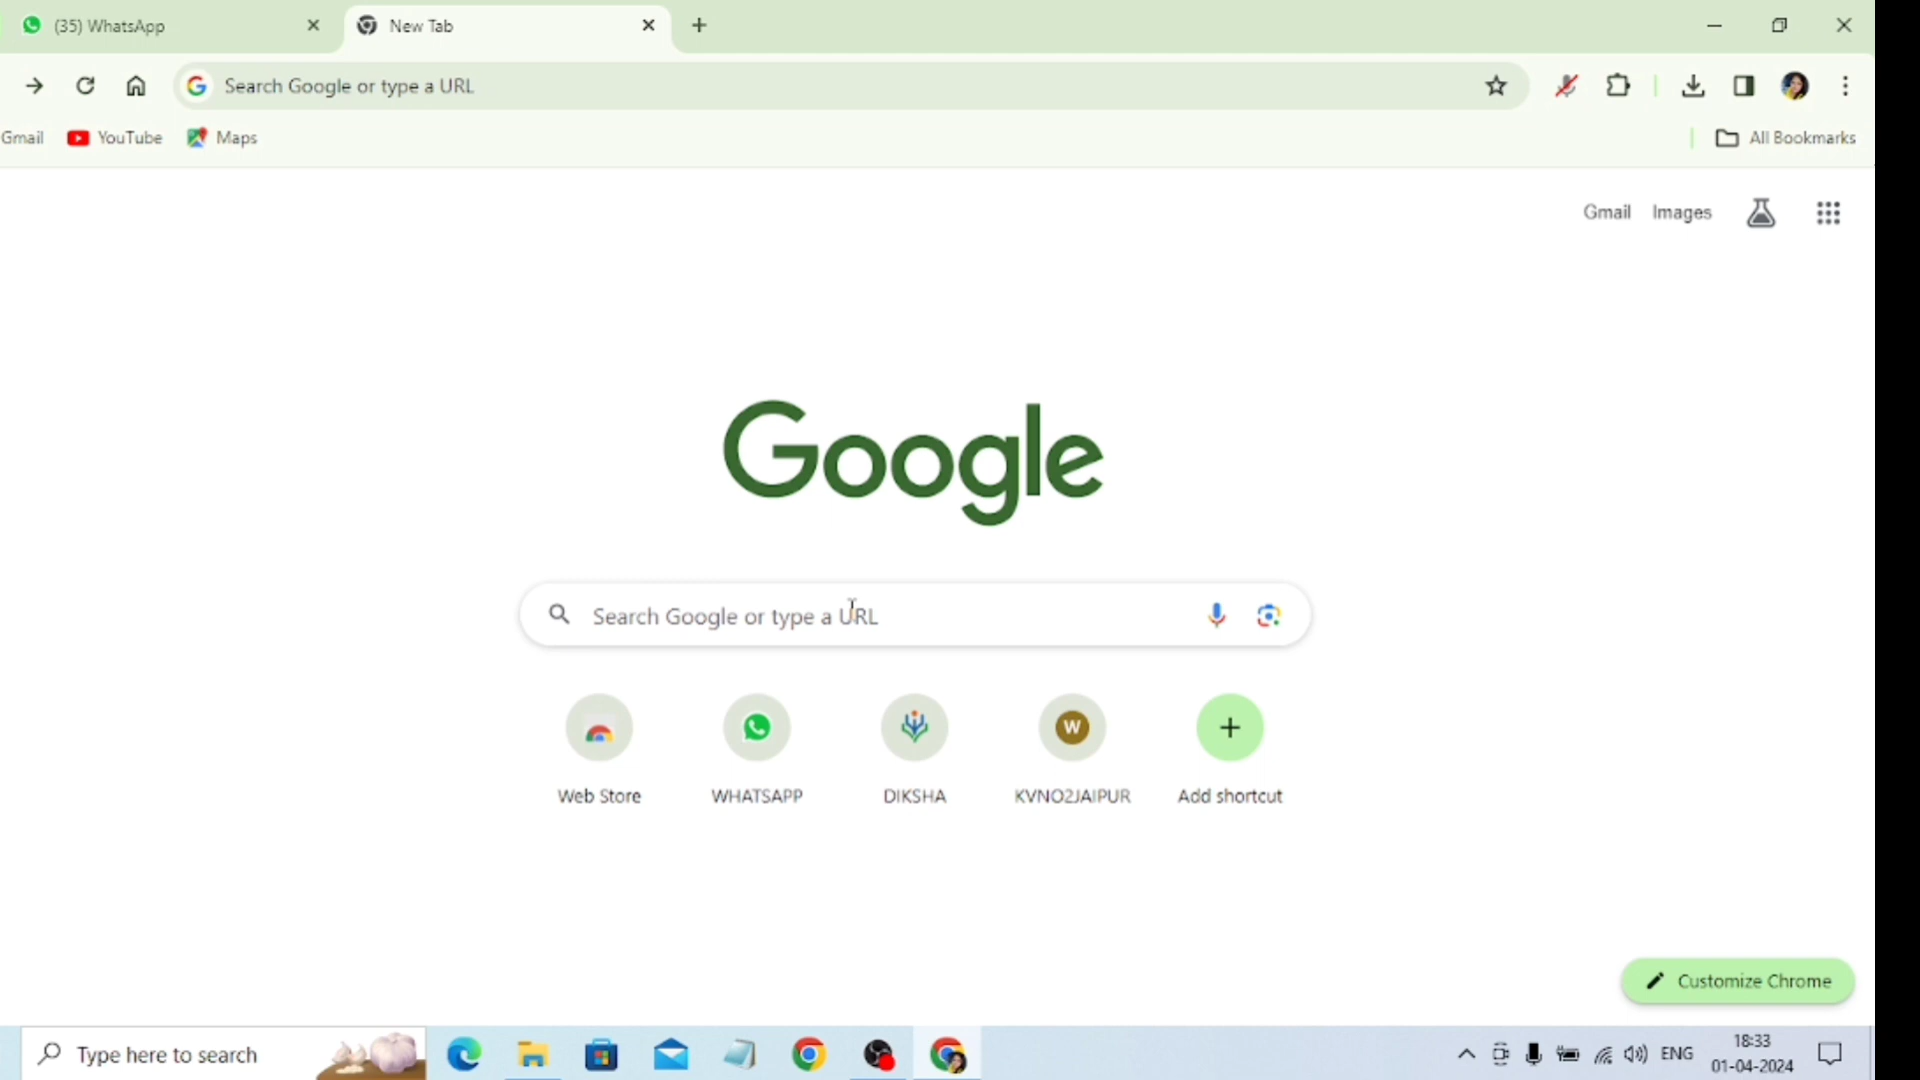 (35) WhatsApp
New Tab
Search Google or type a URL
Gmail
YouTube
Maps
All Bookmarks
Gmail
Images
Google
Search Google or type a URL
W
Web Store
WHATSAPP
DIKSHA
KVNO2JAIPUR
Add shortcut
Customize Chrome
Type here to search
ENG
18:33
01-04-2024